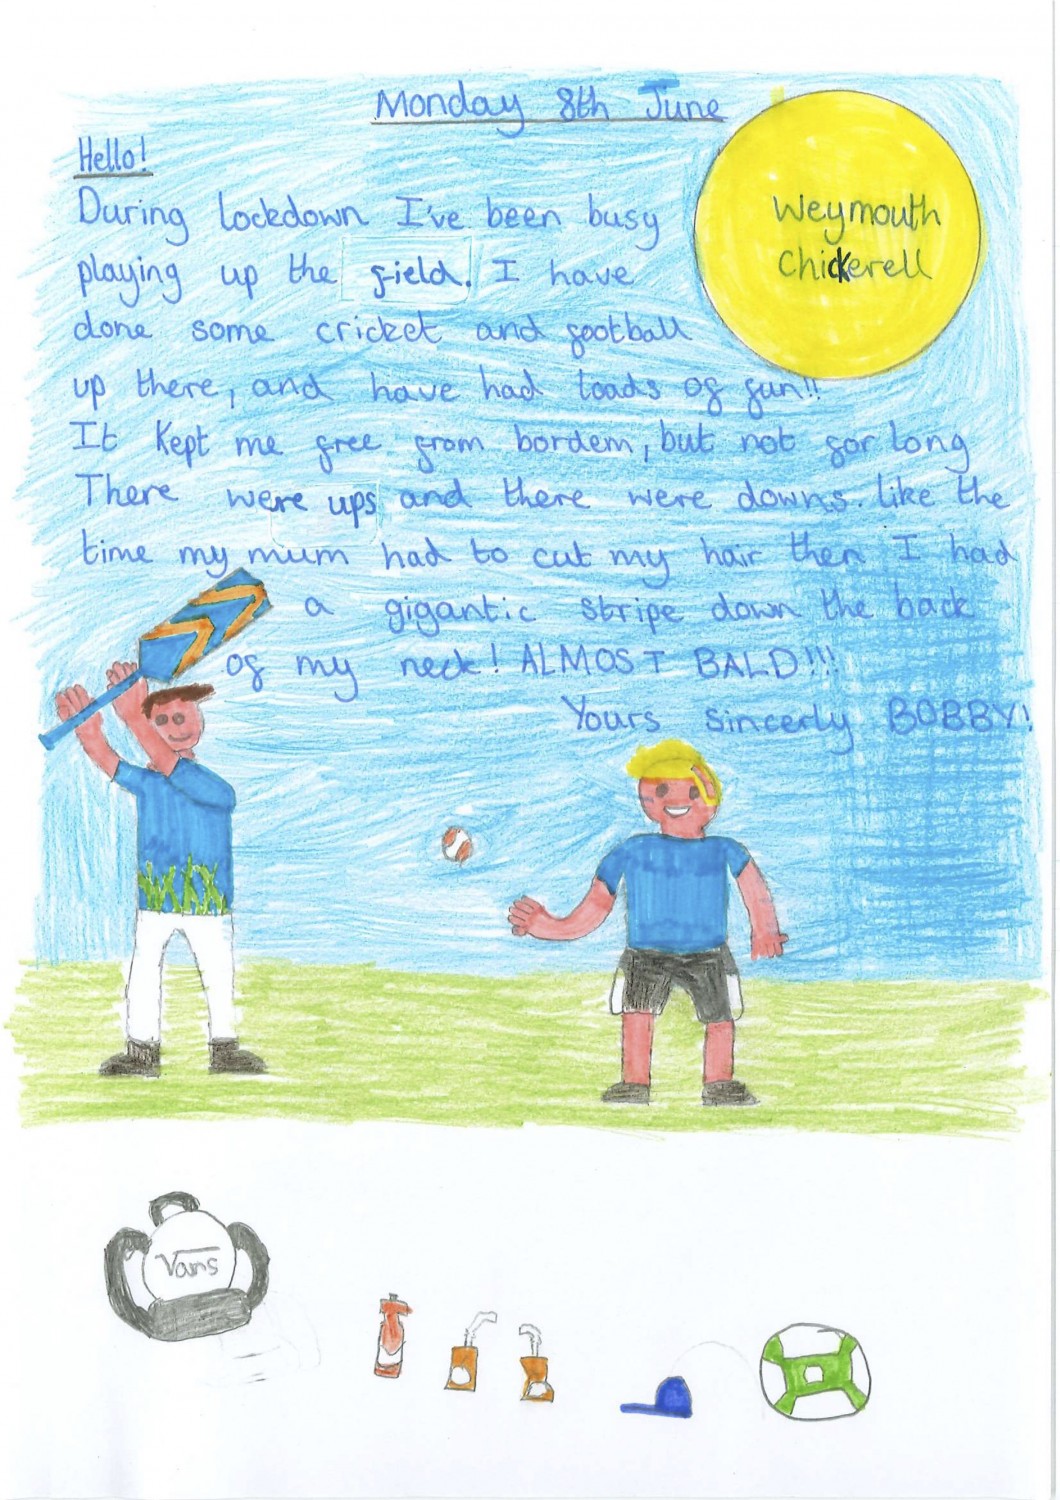 Monday 8th June
Weymouth
Chickerell
Hello!
During lockdown I've been busy
playing up the field. I have
done some cricket and football
up there, and have had loads of fun!!
It kept me free from bordem, but not for long
There were ups and there were downs. like the
time my mum had to cut my hair then I had
a gigantic stripe down the back
of my neck! ALMOST BALD!!!
Yours sincerly BOBBY!
Vans